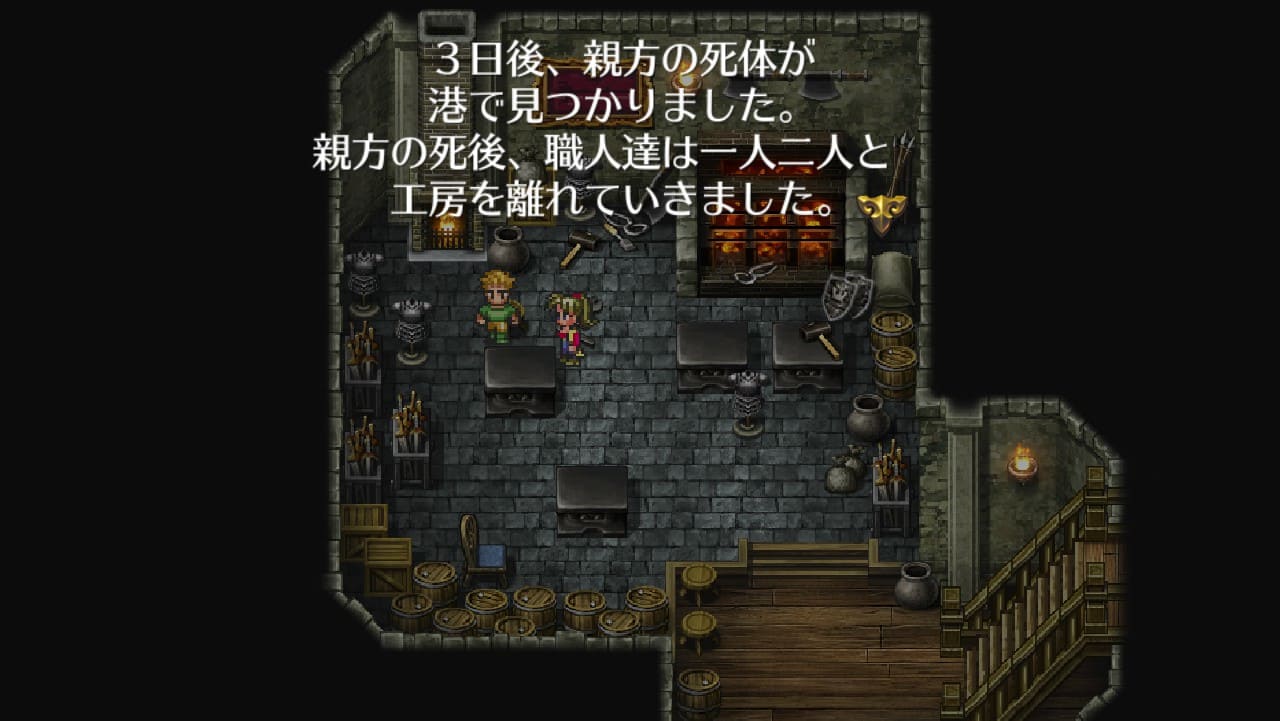 ３日後、親方の死体が
港で見つかりました。
親方の死後、職人達は一人二人と
工房を離れていきました。